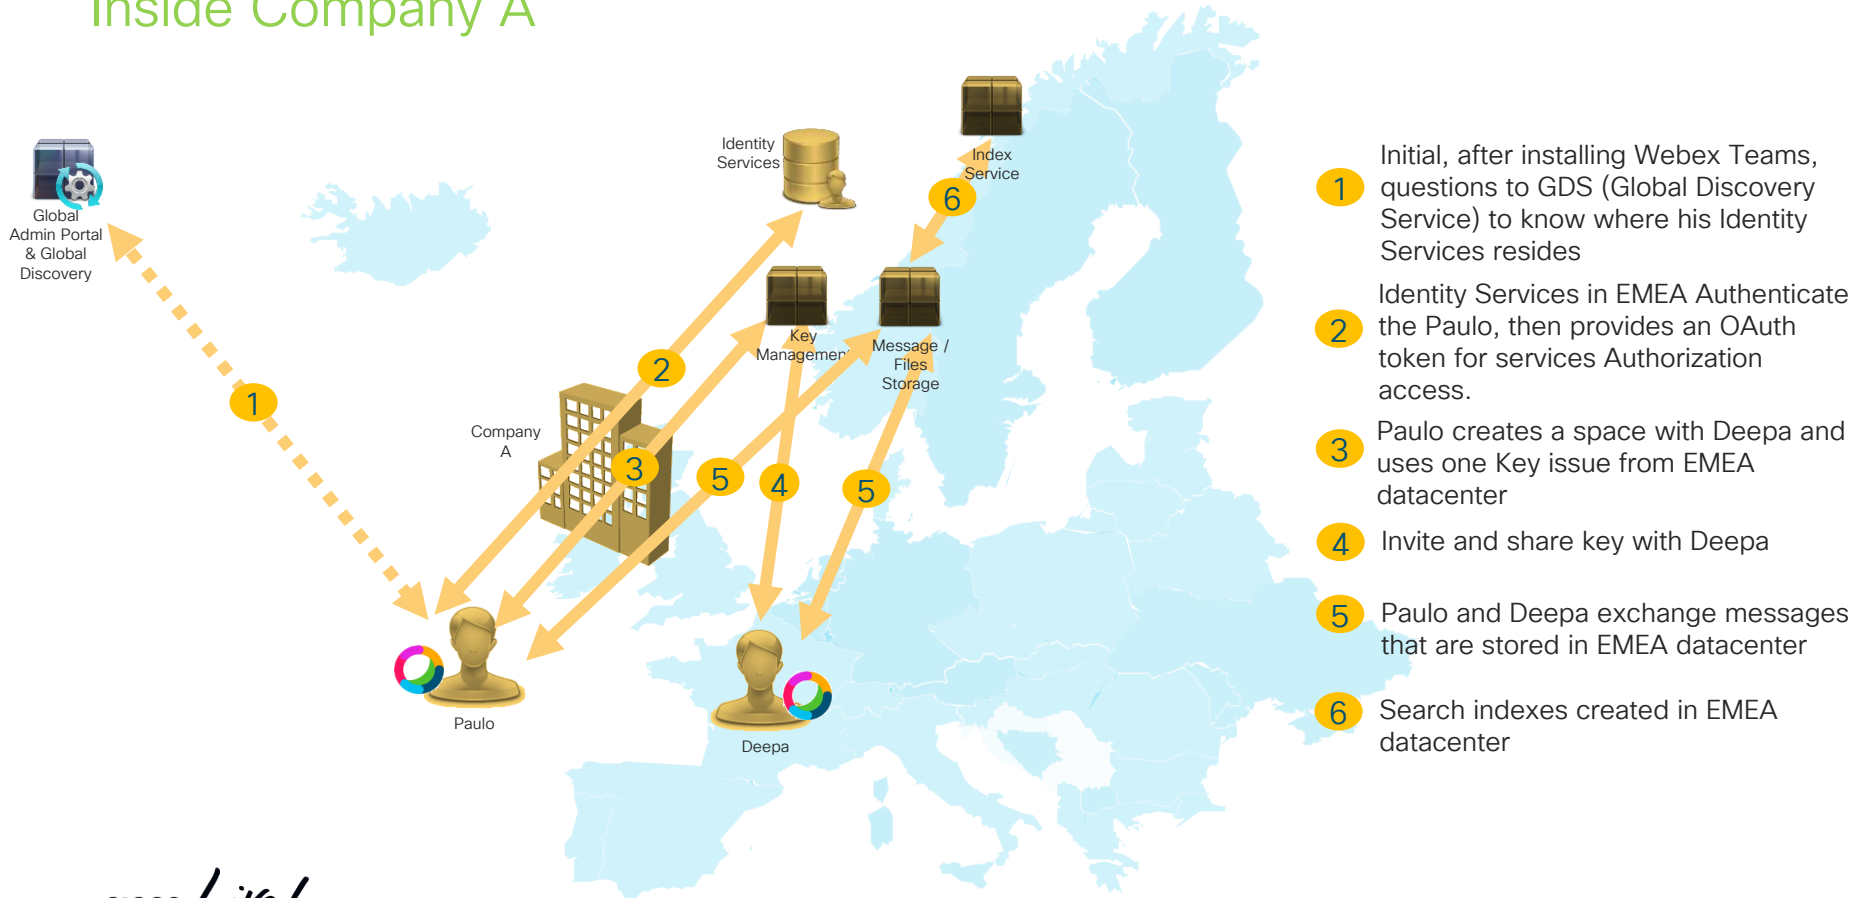 Inside Company A
Global
Admin Portal
& Global
Discovery
Identity
Services
Index
Service
Key
Management
Message /
Files
Storage
Company
A
1
2
3
4
5
5
6
Paulo
Deepa
1
Initial, after installing Webex Teams,
questions to GDS (Global Discovery
Service) to know where his Identity
Services resides
2
Identity Services in EMEA Authenticate
the Paulo, then provides an OAuth
token for services Authorization
access.
3
Paulo creates a space with Deepa and
uses one Key issue from EMEA
datacenter
4
Invite and share key with Deepa
5
Paulo and Deepa exchange messages
that are stored in EMEA datacenter
6
Search indexes created in EMEA
datacenter